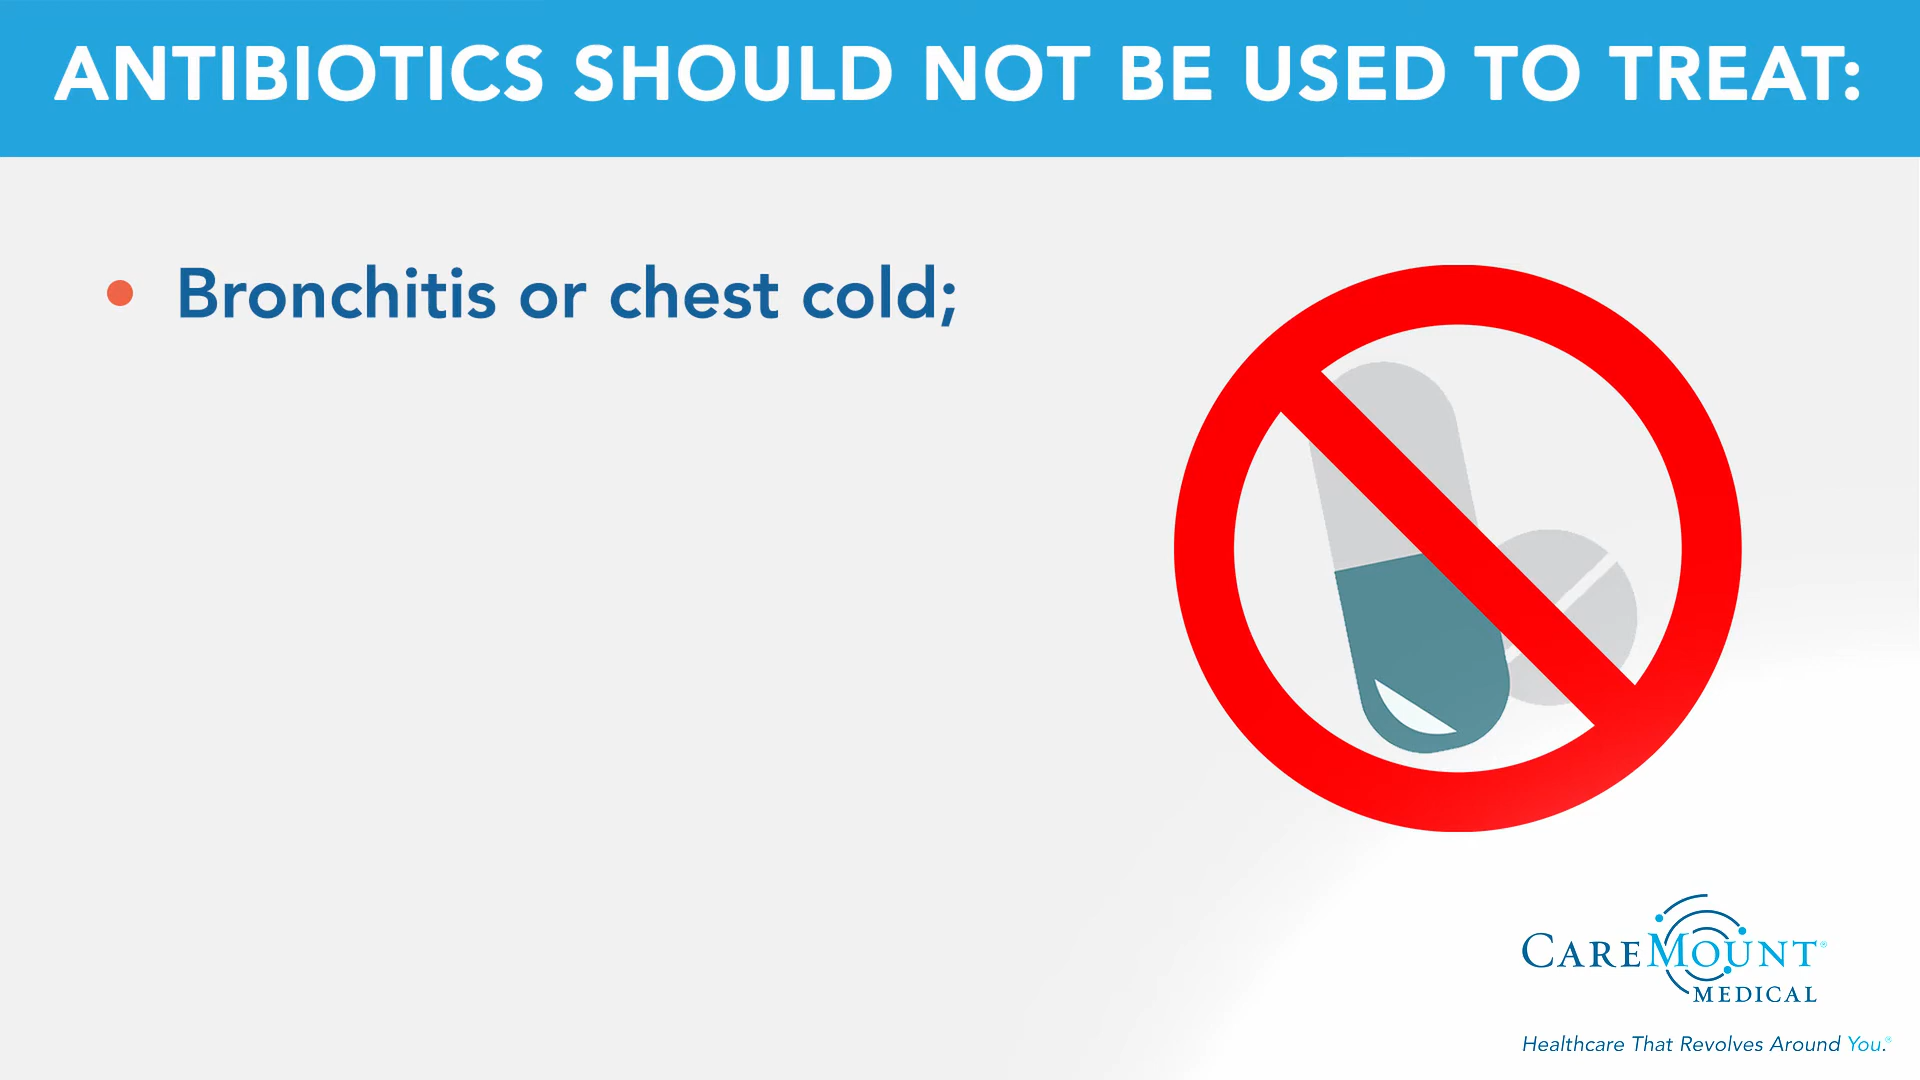 ANTIBIOTICS SHOULD NOT BE USED TO TREAT:
• Bronchitis or chest cold;
CAREMOUNT®
MEDICAL
Healthcare That Revolves Around You.®